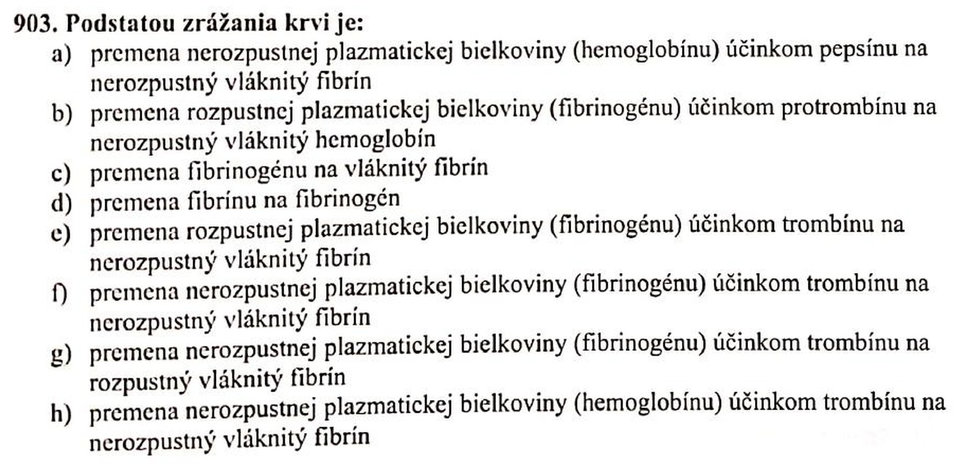 903. Podstatou zrážania krvi je:
a) premena nerozpustnej plazmatickej bielkoviny (hemoglobínu) účinkom pepsínu na
nerozpustný vláknitý fibrín
b) premena rozpustnej plazmatickej bielkoviny (fibrinogénu) účinkom protrombínu na
nerozpustný vláknitý hemoglobín
c) premena fibrinogénu na vláknitý fibrín
d) premena fibrínu na fibrinogén
e) premena rozpustnej plazmatickej bielkoviny (fibrinogénu) účinkom trombínu na
nerozpustný vláknitý fibrín
f) premena nerozpustnej plazmatickej bielkoviny (fibrinogénu) účinkom trombínu na
nerozpustný vláknitý fibrín
g) premena nerozpustnej plazmatickej bielkoviny (fibrinogénu) účinkom trombínu na
rozpustný vláknitý fibrín
h) premena nerozpustnej plazmatickej bielkoviny (hemoglobínu) účinkom trombínu na
nerozpustný vláknitý fibrín